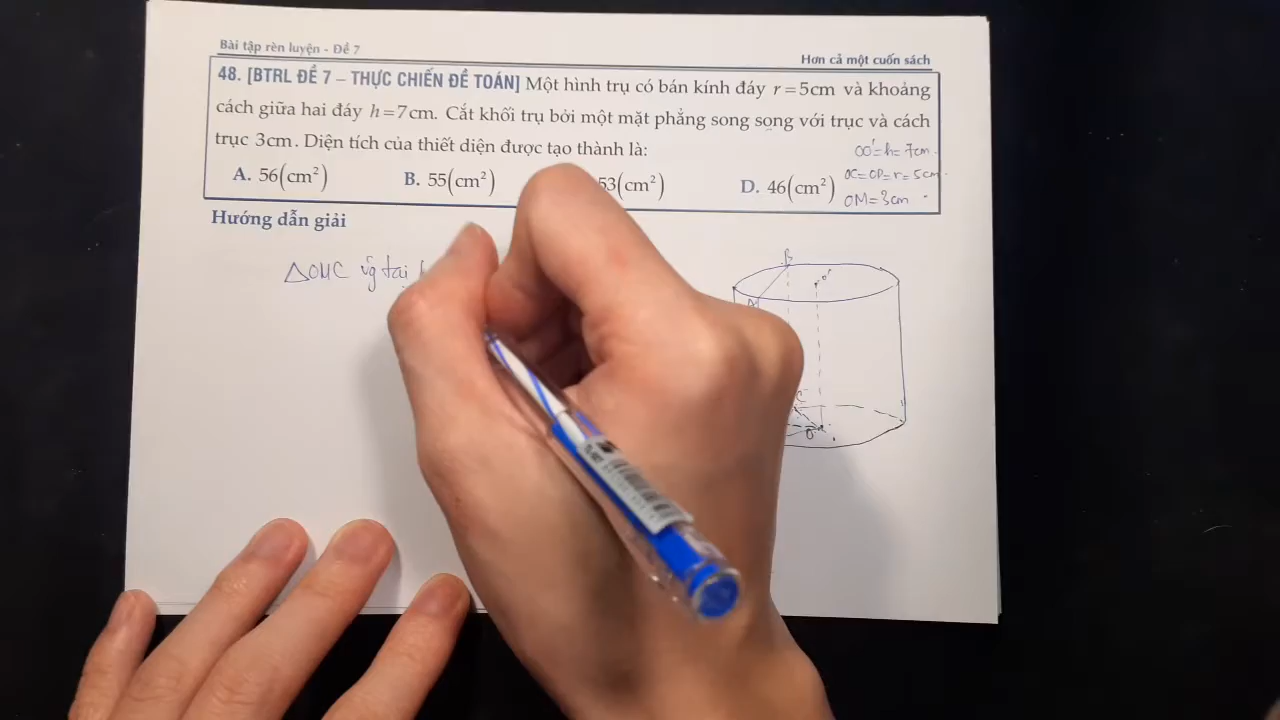 Bài tập rèn luyện - Đề 7
Hơn cả một cuốn sách
48. [BTRL ĐỀ 7 – THỰC CHIẾN ĐỀ TOÁN] Một hình trụ có bán kính đáy r = 5cm và khoảng
cách giữa hai đáy h = 7cm. Cắt khối trụ bởi một mặt phẳng song song với trục và cách
trục 3cm. Diện tích của thiết diện được tạo thành là:
OO' = h = 7cm.
OC = OD = r = 5cm.
OM = 3cm
A. 56(cm²) B. 55(cm²) 53(cm²) D. 46(cm²)
Hướng dẫn giải
ΔOMC vg tại
B
O'
A
C
O